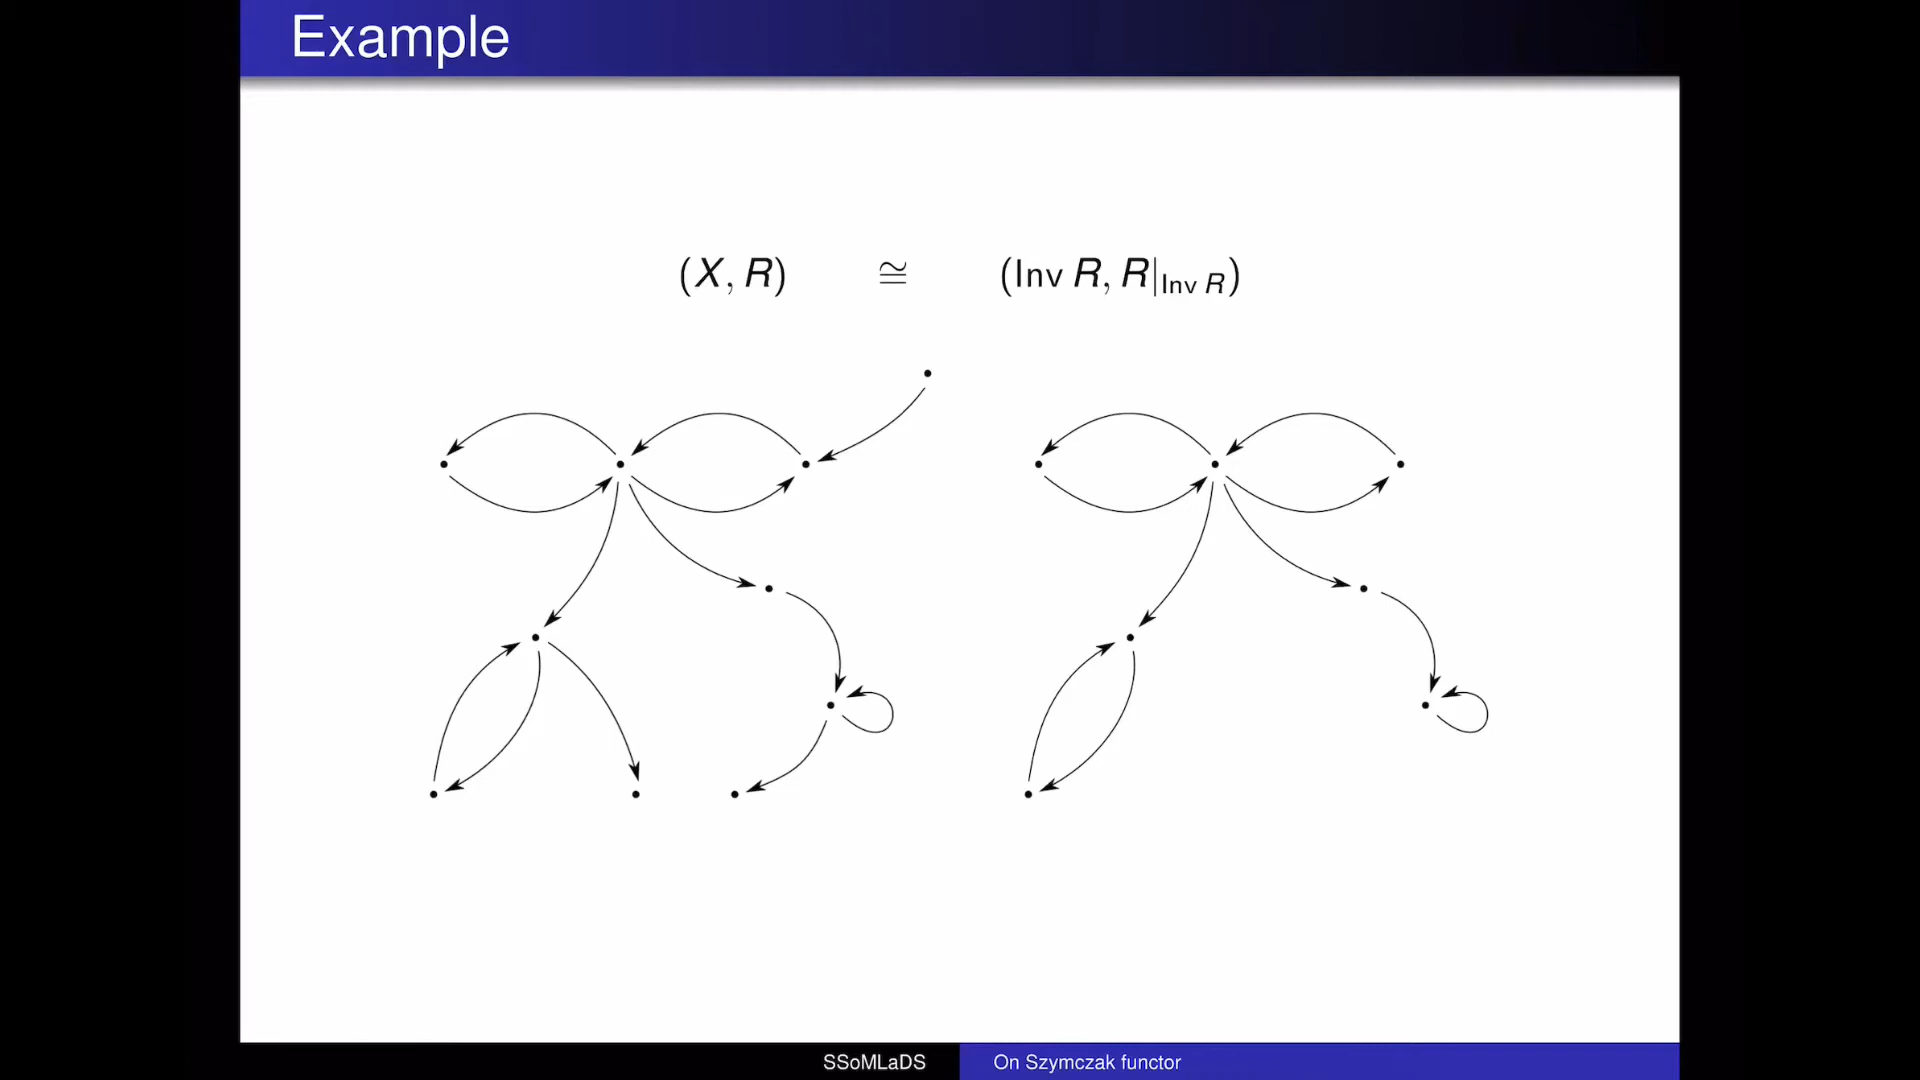 Example
(X, R) ≅ (Inv R, R|Inv R)
SSoMLaDS On Szymczak functor